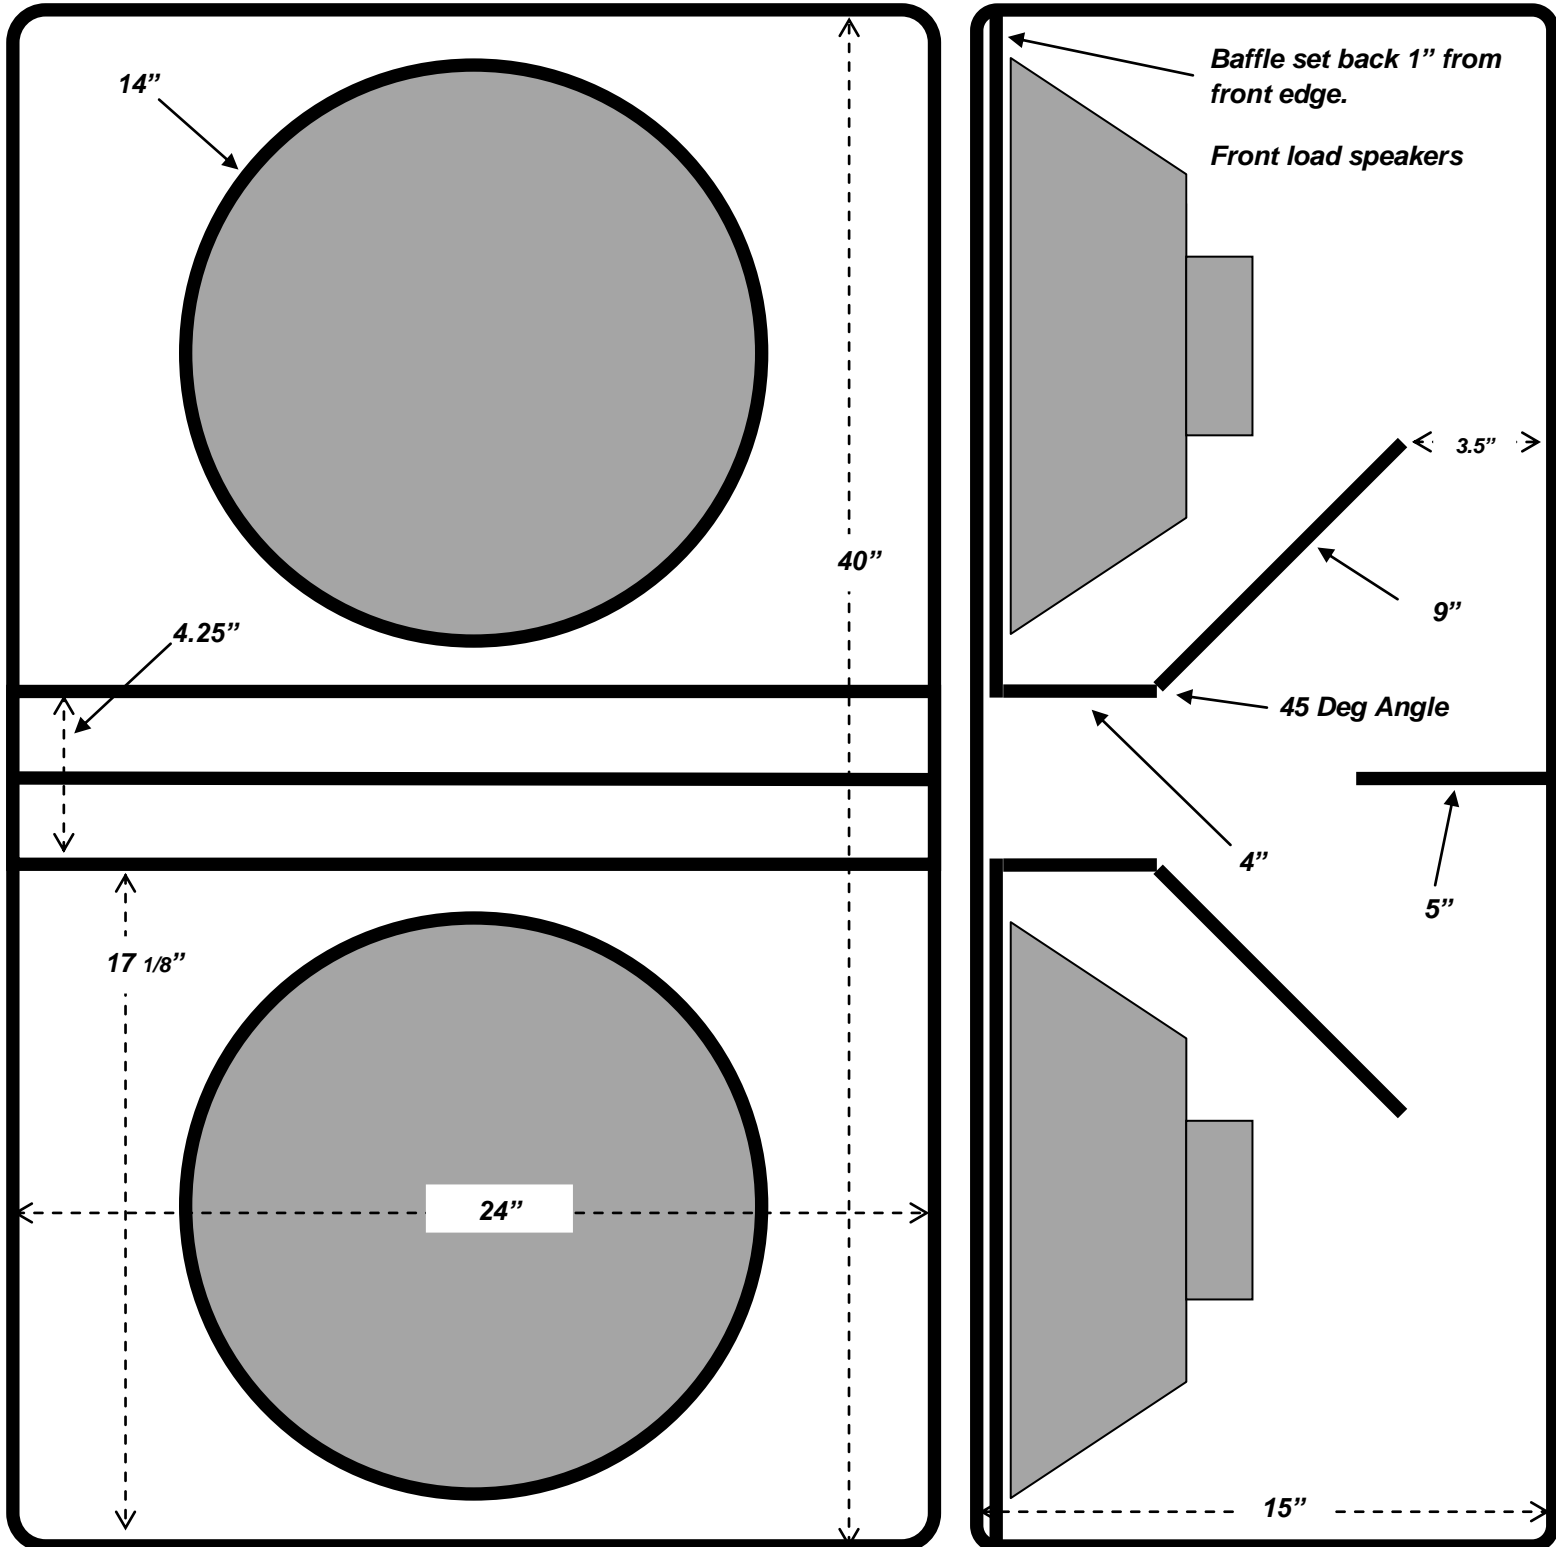 14”
Baffle set back 1” from
front edge.
Front load speakers
3.5”
40”
9”
4.25”
45 Deg Angle
4”
5”
17 1/8”
24”
15”